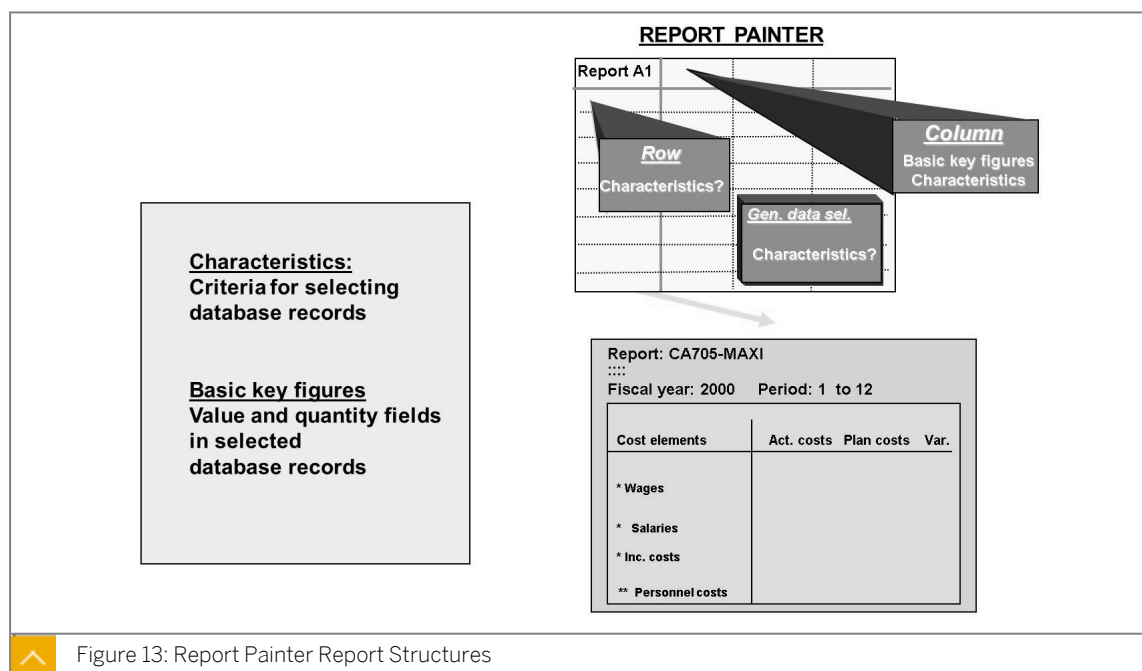 REPORT PAINTER
Report A1
Row
Characteristics?
Column
Basic key figures
Characteristics
Gen. data sel.
Characteristics?
Characteristics:
Criteria for selecting
database records
Basic key figures
Value and quantity fields
in selected
database records
Report: CA705-MAXI
::::
Fiscal year: 2000 Period: 1 to 12
Cost elements Act. costs Plan costs Var.
* Wages
* Salaries
* Inc. costs
** Personnel costs
Figure 13: Report Painter Report Structures